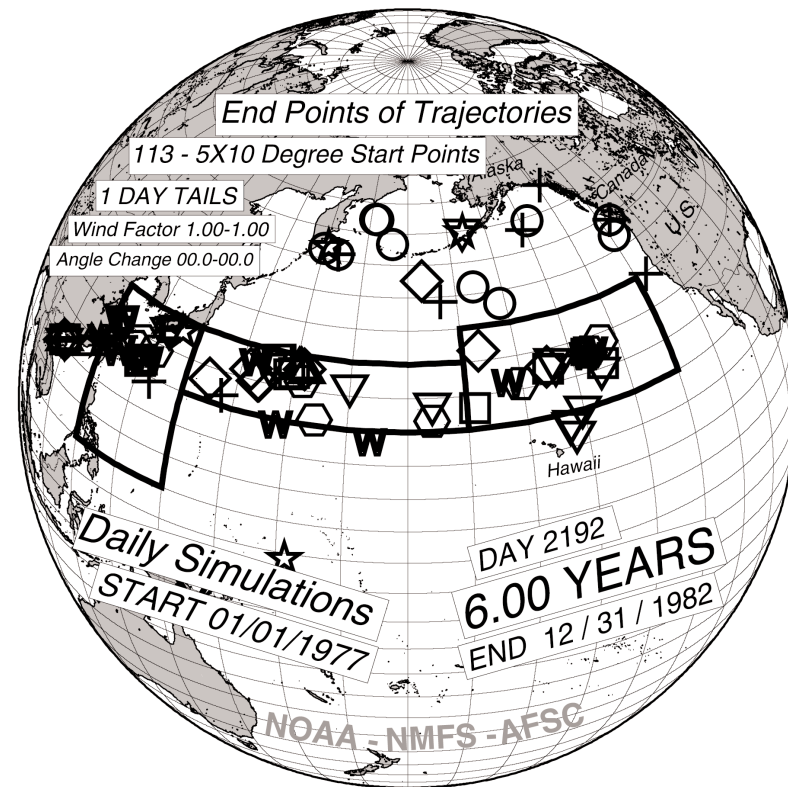 End Points of Trajectories
113 - 5X10 Degree Start Points
1 DAY TAILS
Wind Factor 1.00-1.00
Angle Change 00.0-00.0
Alaska
Canada
U.S.
W
W
W
W
W
W
W
Hawaii
Daily Simulations
START 01/01/1977
DAY 2192
6.00 YEARS
END 12 / 31 / 1982
NOAA - NMFS - AFSC